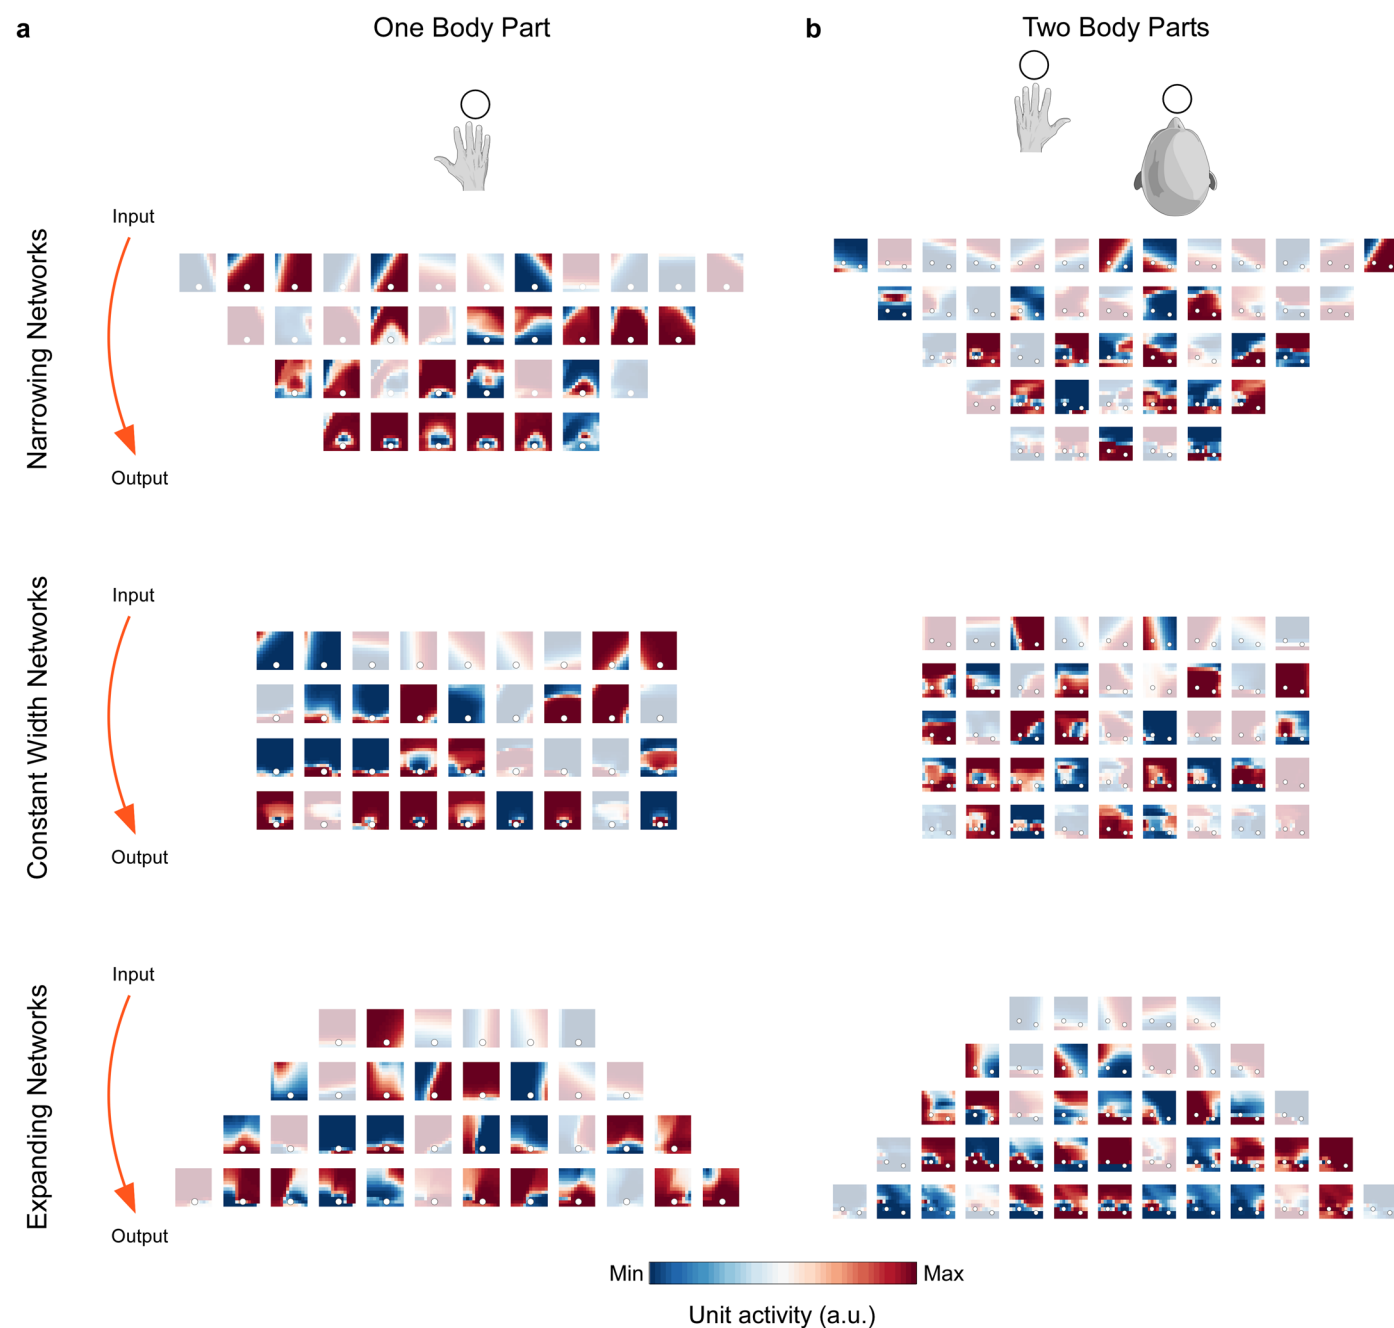 a
One Body Part
b
Two Body Parts
Narrowing Networks
Input
Output
Constant Width Networks
Input
Output
Expanding Networks
Input
Output
Min
Max
Unit activity (a.u.)